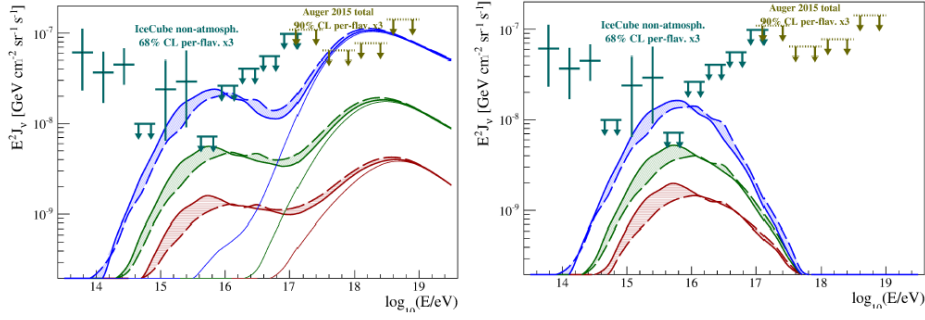 Auger 2015 total
90% CL per-flav. x3
IceCube non-atmosph.
68% CL per-flav. x3
E²Jᵥ [GeV cm⁻² sr⁻¹ s⁻¹]
10⁻⁷
10⁻⁸
10⁻⁹
14 15 16 17 18 19
log₁₀(E/eV)
Auger 2015 total
90% CL per-flav. x3
IceCube non-atmosph.
68% CL per-flav. x3
E²Jᵥ [GeV cm⁻² sr⁻¹ s⁻¹]
10⁻⁷
10⁻⁸
10⁻⁹
14 15 16 17 18 19
log₁₀(E/eV)